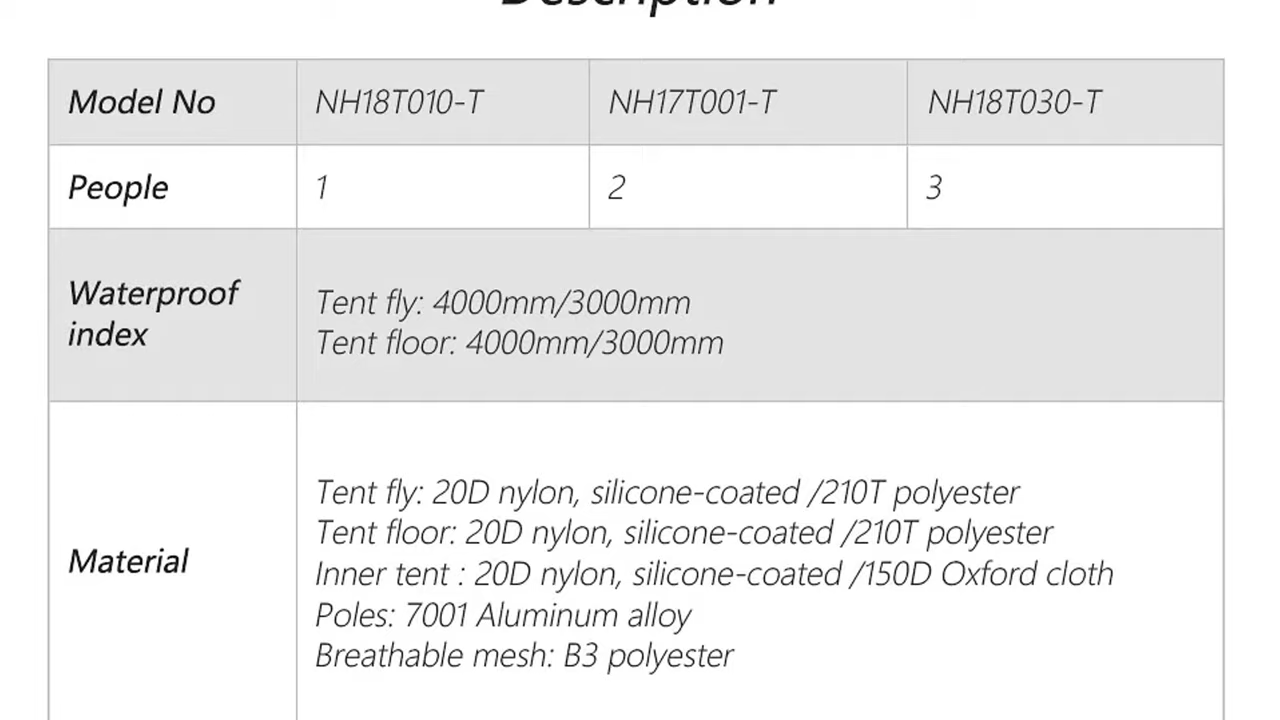 Description
Model No NH18T010-T NH17T001-T NH18T030-T
People 1 2 3
Waterproof
index
Tent fly: 4000mm/3000mm
Tent floor: 4000mm/3000mm
Material
Tent fly: 20D nylon, silicone-coated /210T polyester
Tent floor: 20D nylon, silicone-coated /210T polyester
Inner tent : 20D nylon, silicone-coated /150D Oxford cloth
Poles: 7001 Aluminum alloy
Breathable mesh: B3 polyester